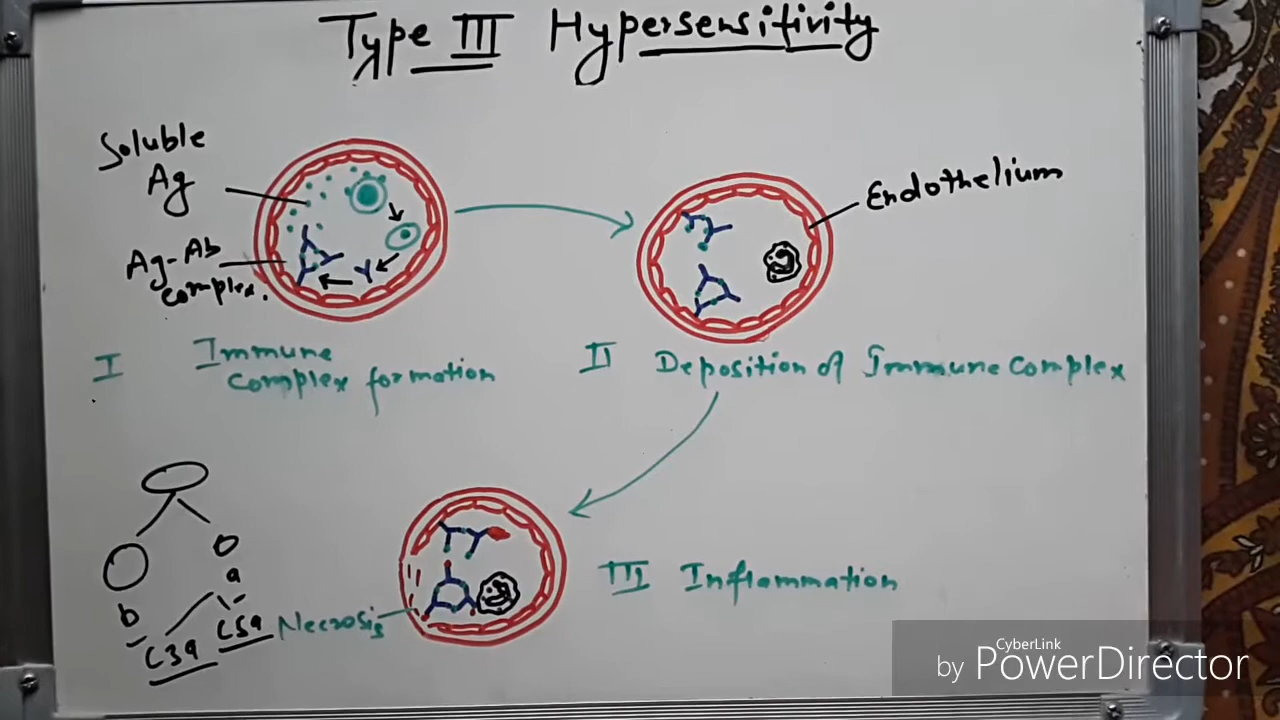 Type III Hypersensitivity
Soluble
Ag
Ag-Ab
complex.
Endothelium
I Immune
complex formation
II Deposition of Immune complex
a
b
C3a C5a
Necrosis
III Inflammation
CyberLink
by PowerDirector